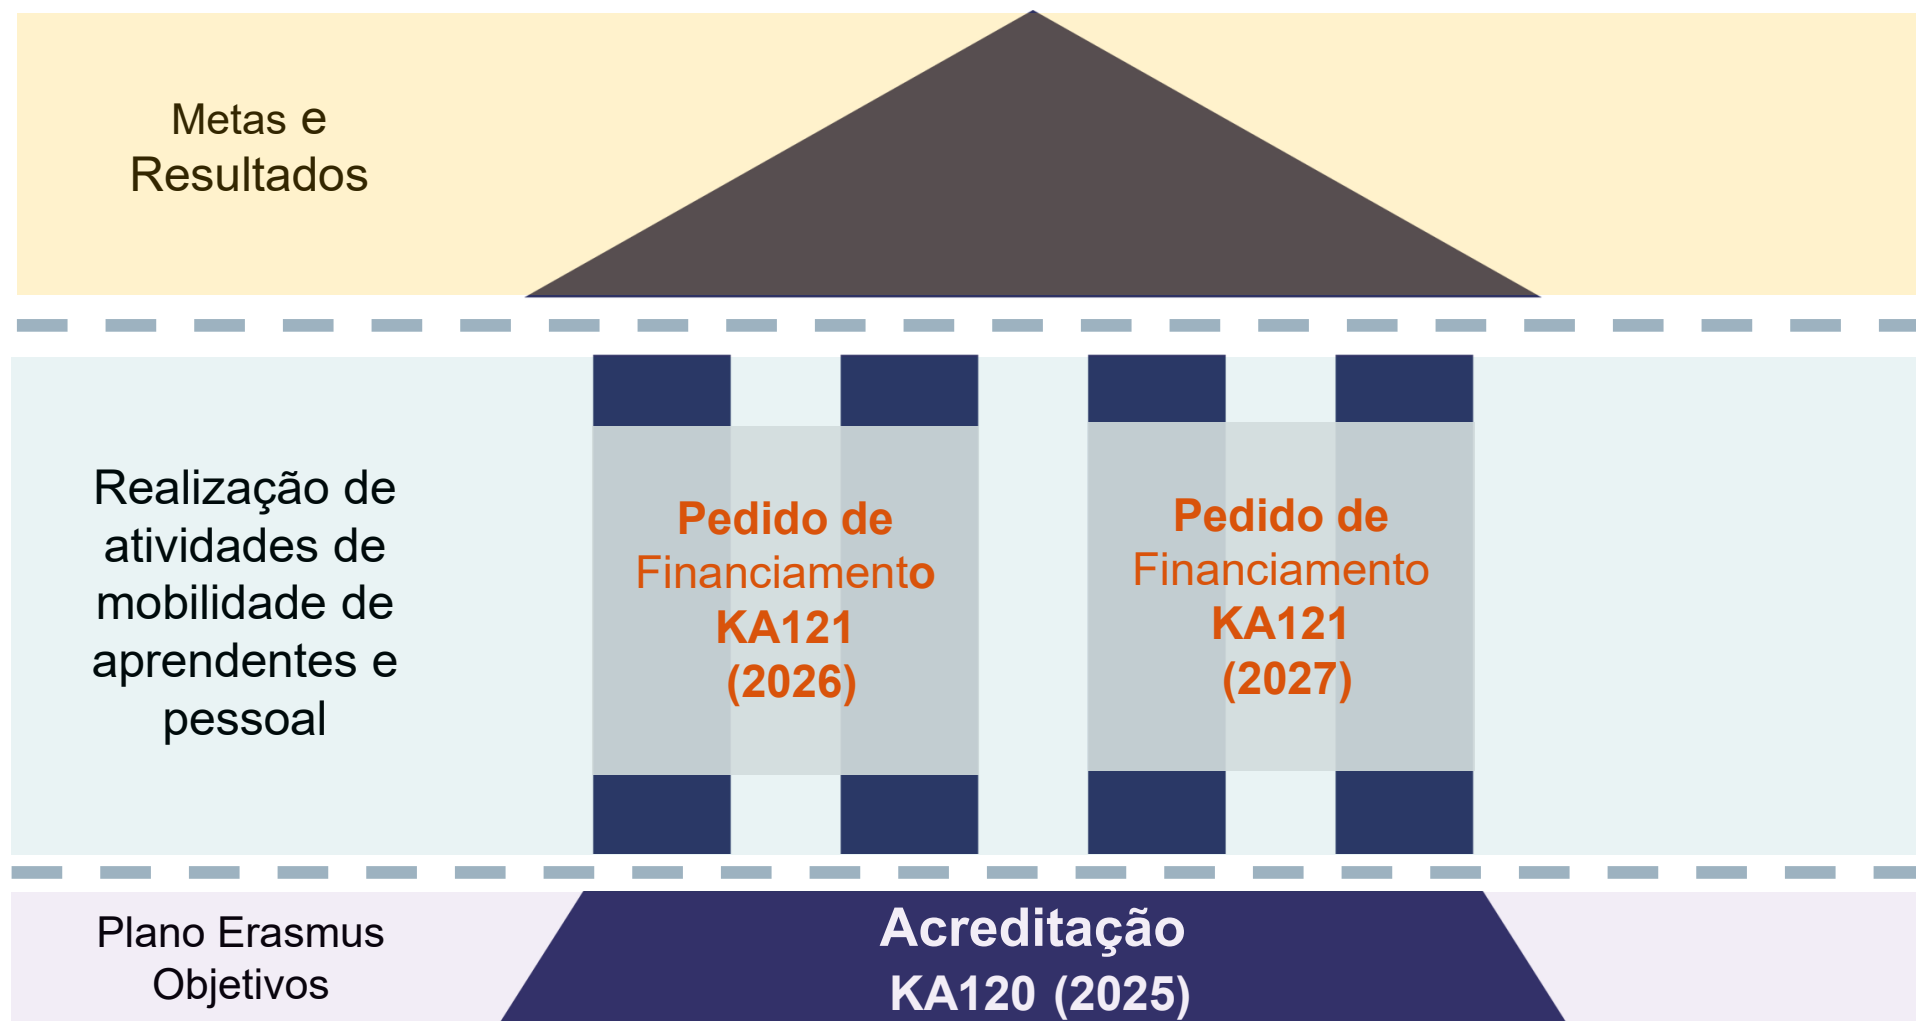 Metas e
Resultados
Realização de
atividades de
mobilidade de
aprendentes e
pessoal
Pedido de
Financiamento
KA121
(2026)
Pedido de
Financiamento
KA121
(2027)
Plano Erasmus
Objetivos
Acreditação
KA120 (2025)